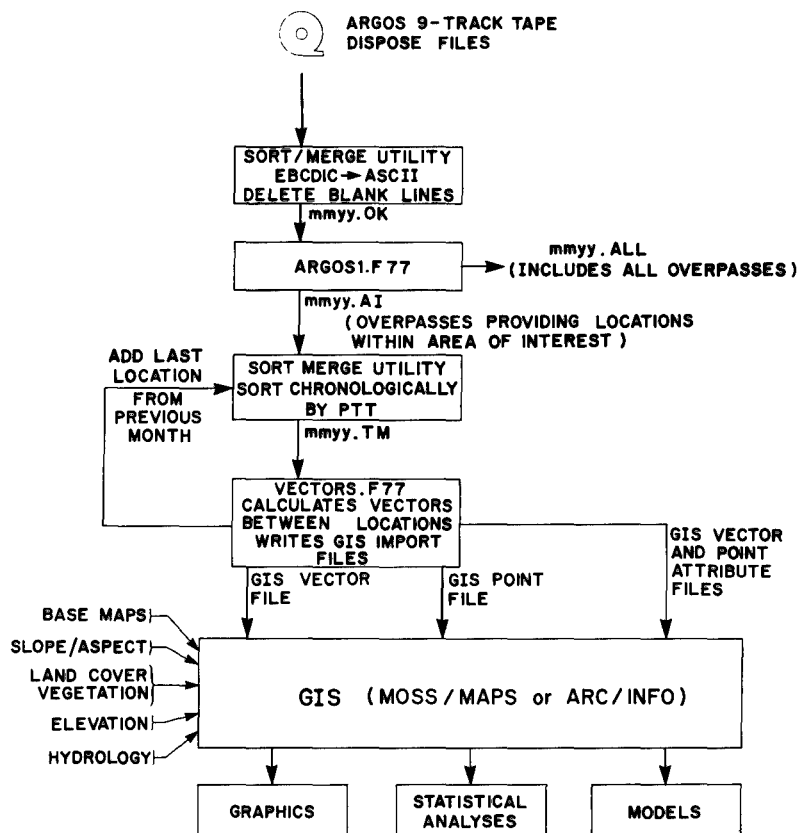 ARGOS 9-TRACK TAPE
DISPOSE FILES
SORT/MERGE UTILITY
EBCDIC→ASCII
DELETE BLANK LINES
mmyy.OK
ARGOS1.F77
mmyy.ALL
(INCLUDES ALL OVERPASSES)
mmyy.AI
(OVERPASSES PROVIDING LOCATIONS
WITHIN AREA OF INTEREST)
ADD LAST
LOCATION
FROM
PREVIOUS
MONTH
SORT MERGE UTILITY
SORT CHRONOLOGICALLY
BY PTT
mmyy.TM
VECTORS.F77
CALCULATES VECTORS
BETWEEN LOCATIONS
WRITES GIS IMPORT
FILES
GIS VECTOR
FILE
GIS POINT
FILE
GIS VECTOR
AND POINT
ATTRIBUTE
FILES
BASE MAPS
SLOPE/ASPECT
LAND COVER
VEGETATION
ELEVATION
HYDROLOGY
GIS (MOSS/MAPS or ARC/INFO)
GRAPHICS
STATISTICAL
ANALYSES
MODELS